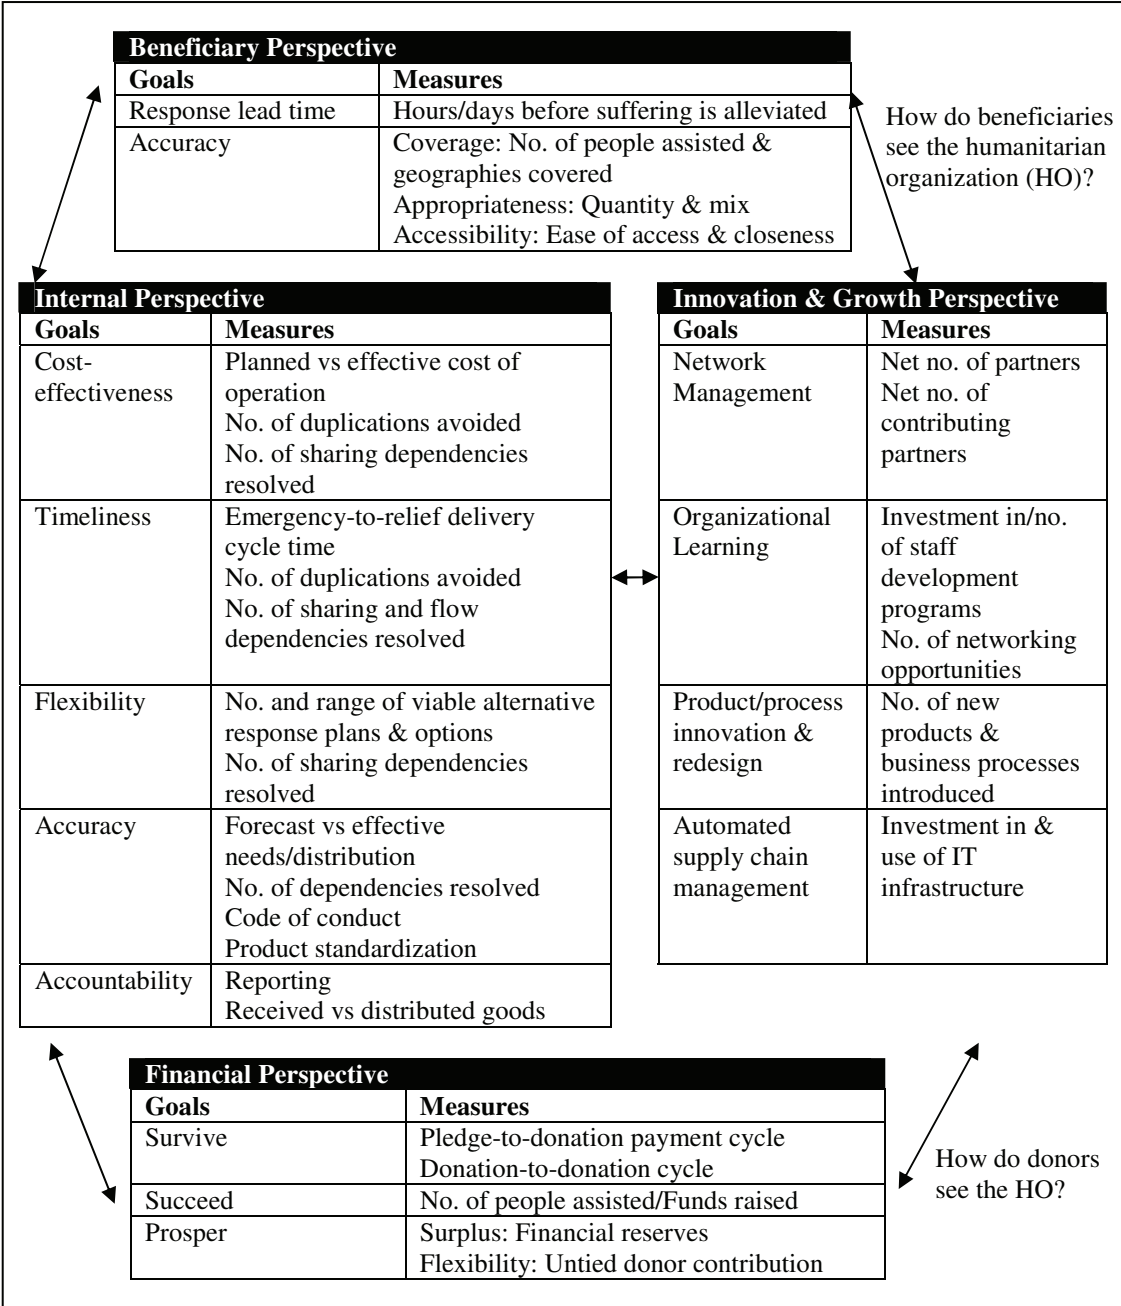 Beneficiary Perspective
Goals Measures
Response lead time Hours/days before suffering is alleviated
Accuracy Coverage: No. of people assisted &
geographies covered
Appropriateness: Quantity & mix
Accessibility: Ease of access & closeness
How do beneficiaries
see the humanitarian
organization (HO)?
Internal Perspective
Goals Measures
Cost- Planned vs effective cost of
effectiveness operation
No. of duplications avoided
No. of sharing dependencies
resolved
Timeliness Emergency-to-relief delivery
cycle time
No. of duplications avoided
No. of sharing and flow
dependencies resolved
Flexibility No. and range of viable alternative
response plans & options
No. of sharing dependencies
resolved
Accuracy Forecast vs effective
needs/distribution
No. of dependencies resolved
Code of conduct
Product standardization
Accountability Reporting
Received vs distributed goods
Innovation & Growth Perspective
Goals Measures
Network Net no. of partners
Management Net no. of
contributing
partners
Organizational Investment in/no.
Learning of staff
development
programs
No. of networking
opportunities
Product/process No. of new
innovation & products &
redesign business processes
introduced
Automated Investment in &
supply chain use of IT
management infrastructure
Financial Perspective
Goals Measures
Survive Pledge-to-donation payment cycle
Donation-to-donation cycle
Succeed No. of people assisted/Funds raised
Prosper Surplus: Financial reserves
Flexibility: Untied donor contribution
How do donors
see the HO?